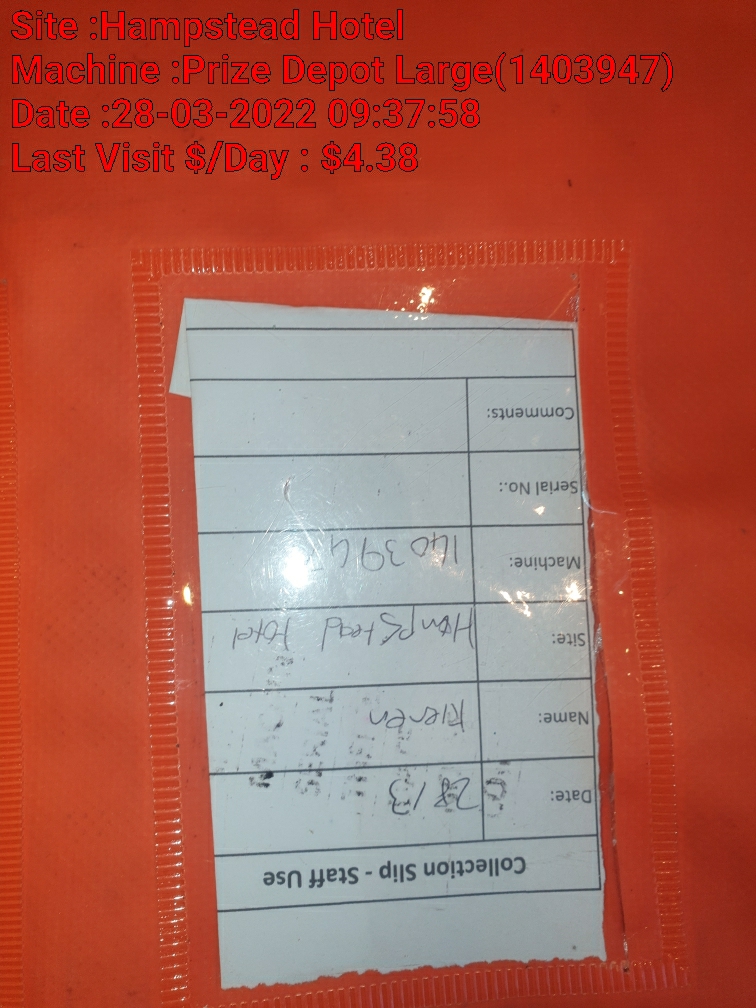 Site :Hampstead Hotel
Machine :Prize Depot Large(1403947)
Date :28-03-2022 09:37:58
Last Visit $/Day : $4.38
Collection Slip - Staff Use
Date: 28/3
Name: Kieren
Site: Hampstead Hotel
Machine: 140394
Serial No.:
Comments: